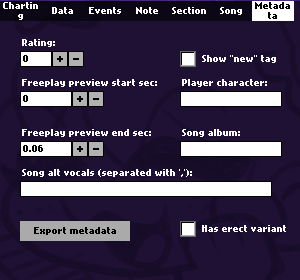 Chartin
g Data Events Note Section Song Metada
ta
Rating:
0 + − Show "new" tag
Freeplay preview start sec: Player character:
0 + −
Freeplay preview end sec: Song album:
0.06 + −
Song alt vocals (separated with ','):
Export metadata Has erect variant